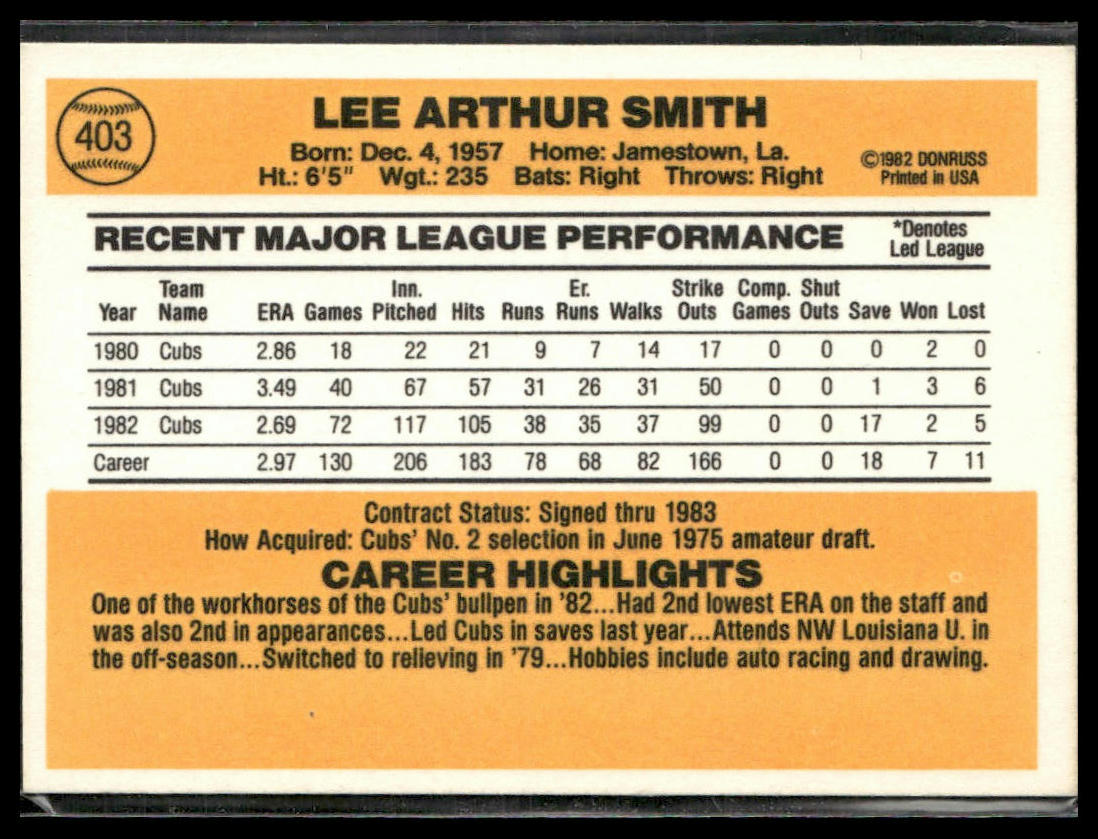 403
LEE ARTHUR SMITH
Born: Dec. 4, 1957 Home: Jamestown, La.
Ht.: 6'5" Wgt.: 235 Bats: Right Throws: Right
©1982 DONRUSS
Printed in USA
RECENT MAJOR LEAGUE PERFORMANCE
*Denotes
Led League
Year Team Name ERA Games Inn. Pitched Hits Runs Er. Runs Walks Strike Outs Comp. Games Shut Outs Save Won Lost
1980 Cubs 2.86 18 22 21 9 7 14 17 0 0 0 2 0
1981 Cubs 3.49 40 67 57 31 26 31 50 0 0 1 3 6
1982 Cubs 2.69 72 117 105 38 35 37 99 0 0 17 2 5
Career 2.97 130 206 183 78 68 82 166 0 0 18 7 11
Contract Status: Signed thru 1983
How Acquired: Cubs' No. 2 selection in June 1975 amateur draft.
CAREER HIGHLIGHTS
One of the workhorses of the Cubs' bullpen in '82...Had 2nd lowest ERA on the staff and
was also 2nd in appearances...Led Cubs in saves last year...Attends NW Louisiana U. in
the off-season...Switched to relieving in '79...Hobbies include auto racing and drawing.